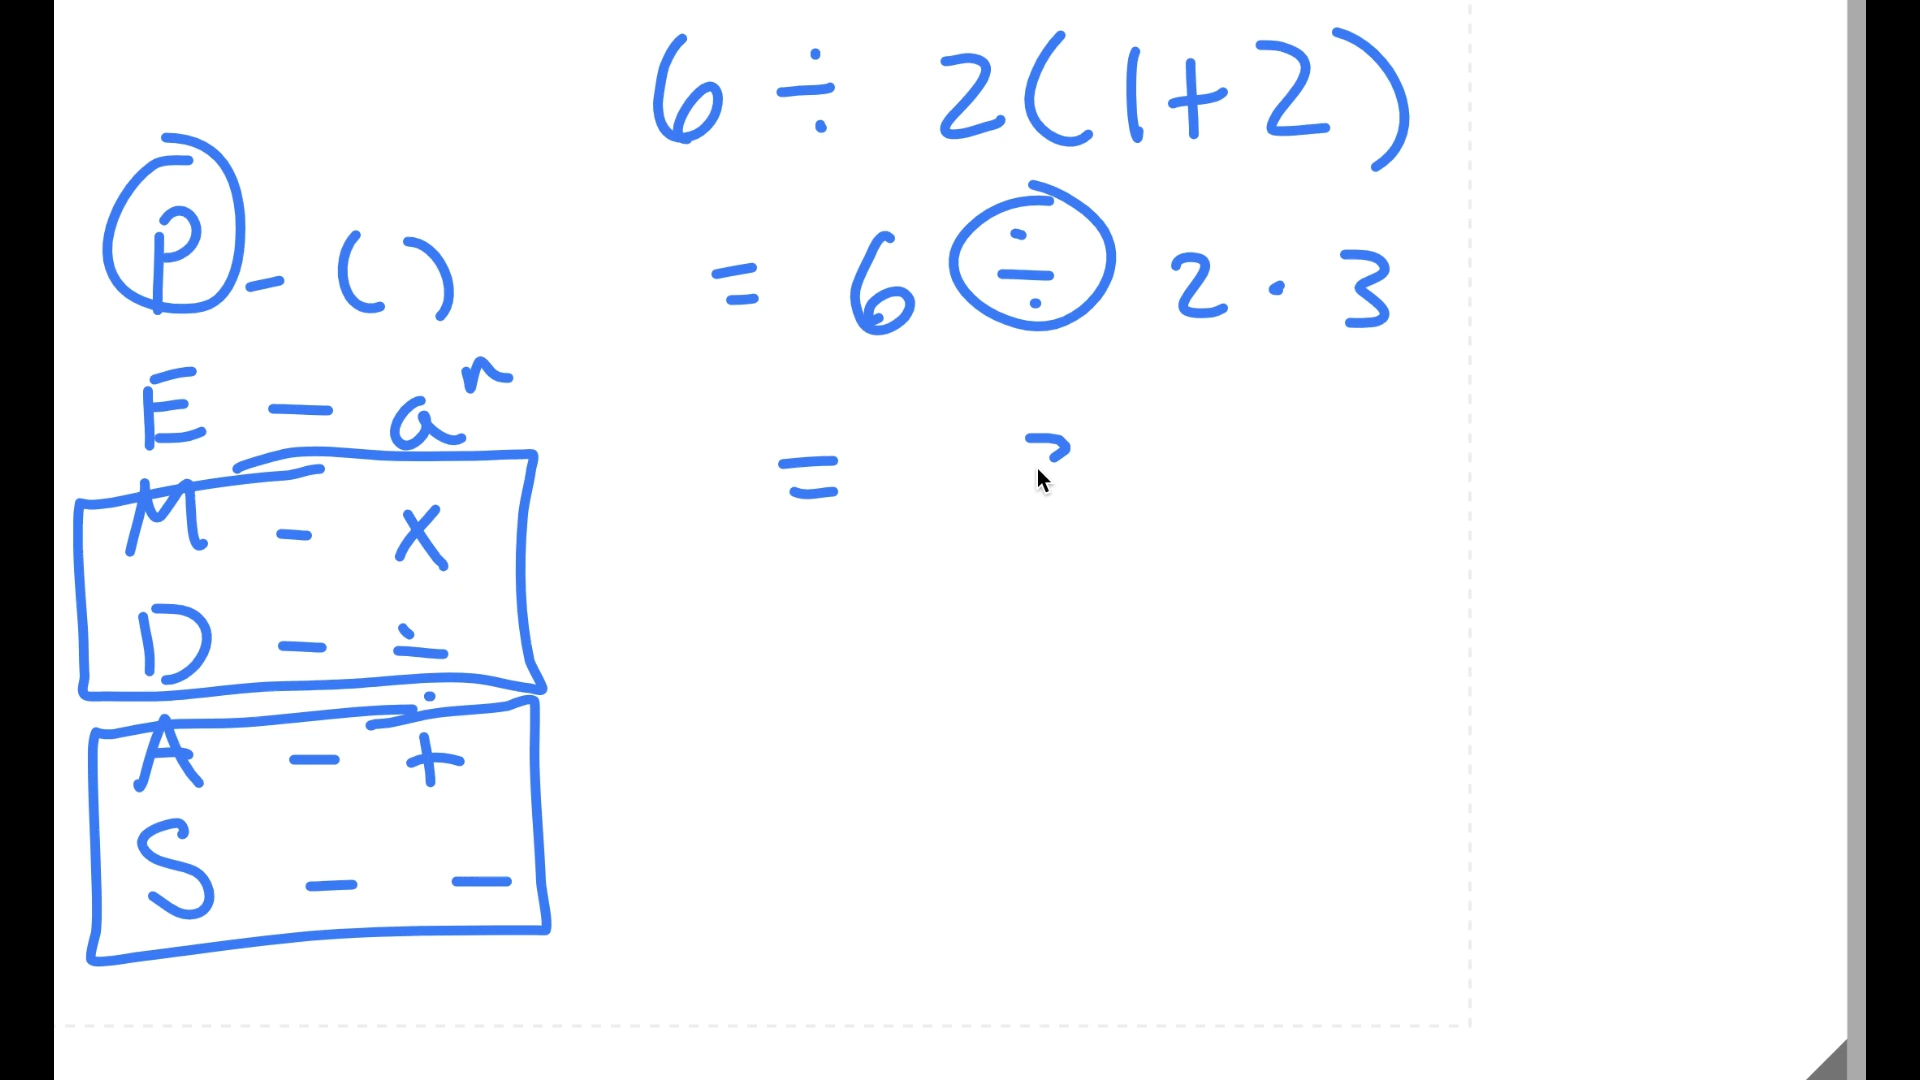 6 ÷ 2(1+2)
= 6 ÷ 2 · 3
=
P - ( )
E - aⁿ
M - x
D - ÷
A - +
S - -